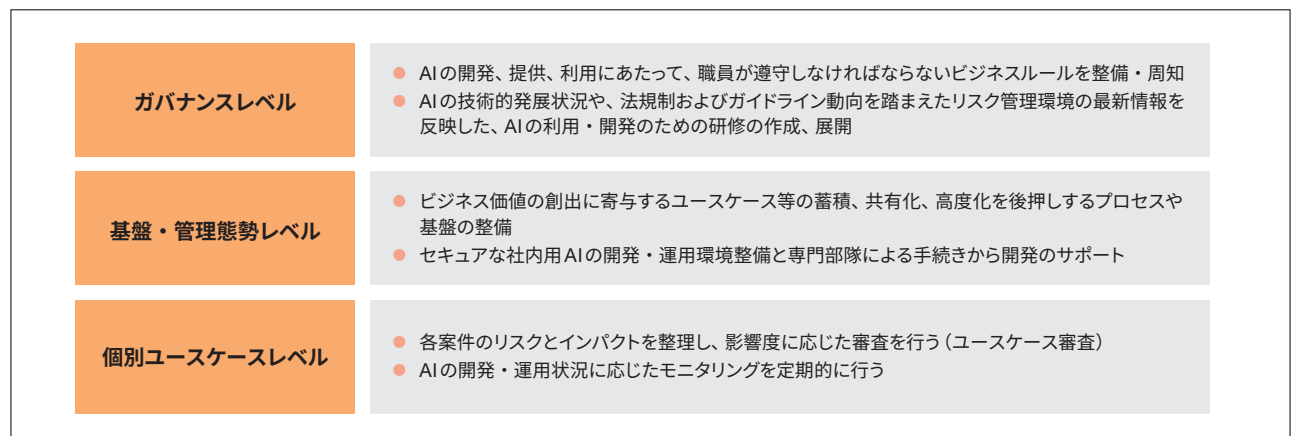 ガバナンスレベル
● AIの開発、提供、利用にあたって、職員が遵守しなければならないビジネスルールを整備・周知
● AIの技術的発展状況や、法規制およびガイドライン動向を踏まえたリスク管理環境の最新情報を
反映した、AIの利用・開発のための研修の作成、展開
基盤・管理態勢レベル
● ビジネス価値の創出に寄与するユースケース等の蓄積、共有化、高度化を後押しするプロセスや
基盤の整備
● セキュアな社内用AIの開発・運用環境整備と専門部隊による手続きから開発のサポート
個別ユースケースレベル
● 各案件のリスクとインパクトを整理し、影響度に応じた審査を行う（ユースケース審査）
● AIの開発・運用状況に応じたモニタリングを定期的に行う